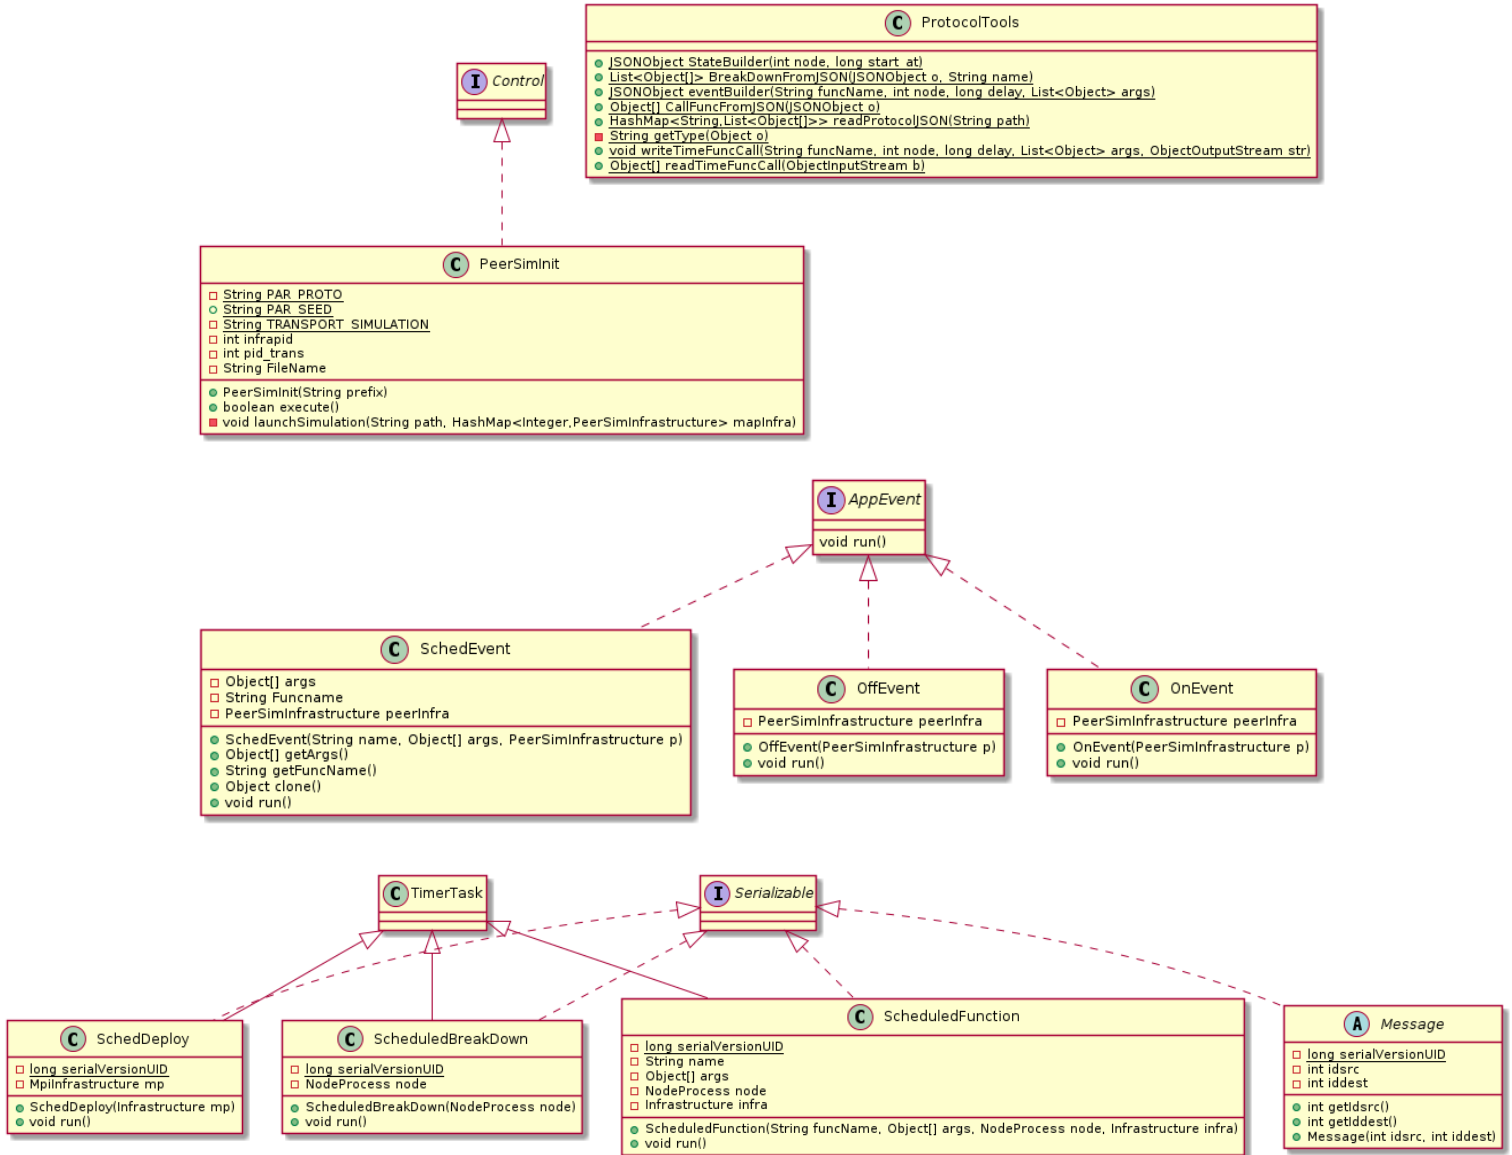 C ProtocolTools
JSONObject StateBuilder(int node, long start_at)
List<Object[]> BreakDownFromJSON(JSONObject o, String name)
JSONObject eventBuilder(String funcName, int node, long delay, List<Object> args)
Object[] CallFuncFromJSON(JSONObject o)
HashMap<String,List<Object[]>> readProtocolJSON(String path)
String getType(Object o)
void writeTimeFuncCall(String funcName, int node, long delay, List<Object> args, ObjectOutputStream str)
Object[] readTimeFuncCall(ObjectInputStream b)
I Control
C PeerSimInit
String PAR_PROTO
String PAR_SEED
String TRANSPORT_SIMULATION
int infrapid
int pid_trans
String FileName
PeerSimInit(String prefix)
boolean execute()
void launchSimulation(String path, HashMap<Integer,PeerSimInfrastructure> mapInfra)
I AppEvent
void run()
C SchedEvent
Object[] args
String Funcname
PeerSimInfrastructure peerInfra
SchedEvent(String name, Object[] args, PeerSimInfrastructure p)
Object[] getArgs()
String getFuncName()
Object clone()
void run()
C OffEvent
PeerSimInfrastructure peerInfra
OffEvent(PeerSimInfrastructure p)
void run()
C OnEvent
PeerSimInfrastructure peerInfra
OnEvent(PeerSimInfrastructure p)
void run()
C TimerTask
I Serializable
C SchedDeploy
long serialVersionUID
MpiInfrastructure mp
SchedDeploy(Infrastructure mp)
void run()
C ScheduledBreakDown
long serialVersionUID
NodeProcess node
ScheduledBreakDown(NodeProcess node)
void run()
C ScheduledFunction
long serialVersionUID
String name
Object[] args
NodeProcess node
Infrastructure infra
ScheduledFunction(String funcName, Object[] args, NodeProcess node, Infrastructure infra)
void run()
A Message
long serialVersionUID
int idsrc
int iddest
int getIdsrc()
int getIddest()
Message(int idsrc, int iddest)